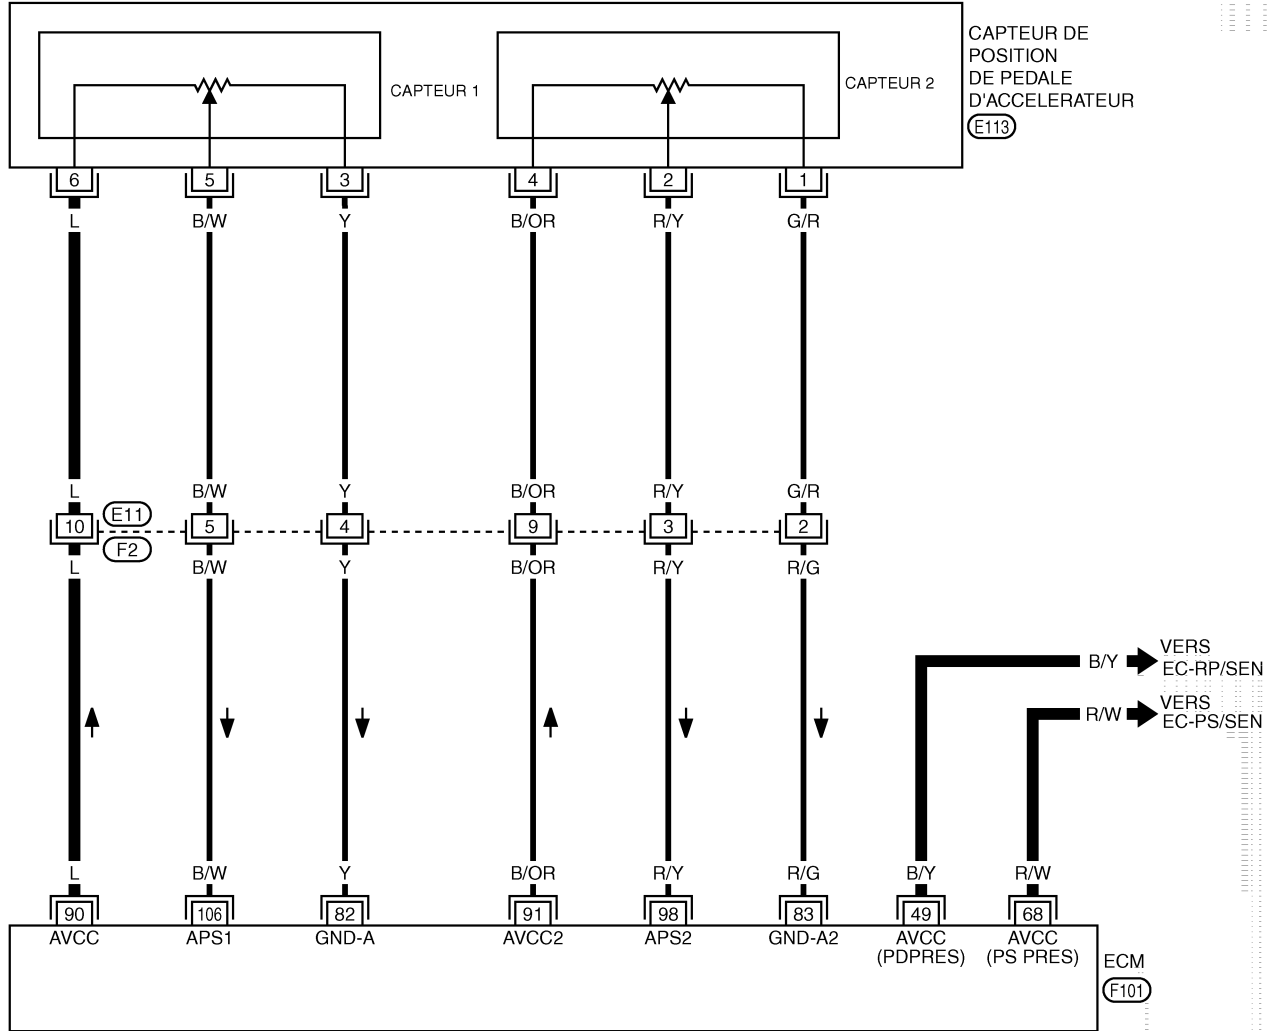 CAPTEUR DE
POSITION
DE PEDALE
D'ACCELERATEUR
E113
CAPTEUR 1
CAPTEUR 2
6 5 3 4 2 1
L B/W Y B/OR R/Y G/R
L B/W Y B/OR R/Y G/R
E11
10 5 4 9 3 2
F2
L B/W Y B/OR R/Y R/G
VERS
B/Y
EC-RP/SEN
VERS
R/W
EC-PS/SEN
L B/W Y B/OR R/Y R/G B/Y R/W
90 106 82 91 98 83 49 68
AVCC APS1 GND-A AVCC2 APS2 GND-A2 AVCC AVCC
(PDPRES) (PS PRES)
ECM
F101